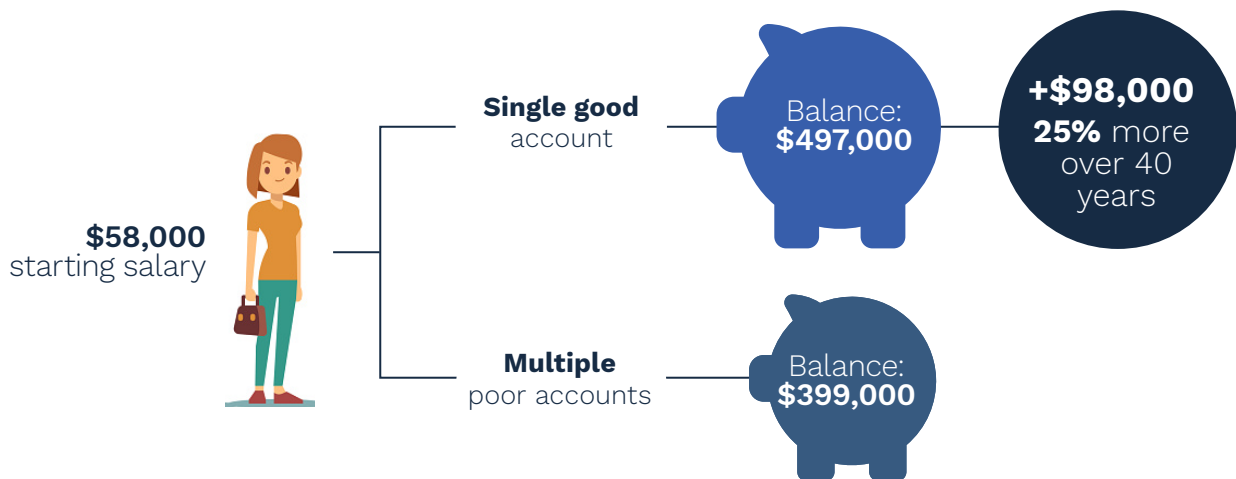 $58,000
starting salary
Single good
account
Balance:
$497,000
+$98,000
25% more
over 40
years
Multiple
poor accounts
Balance:
$399,000